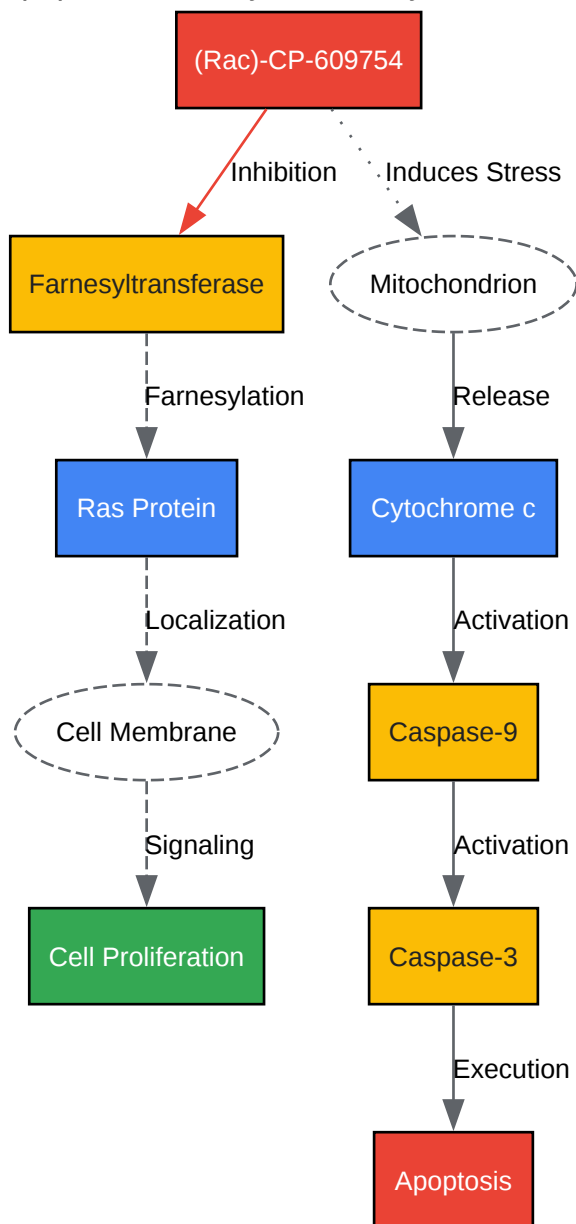 (Rac)-CP-609754
Inhibition
Induces Stress
Farnesyltransferase
Mitochondrion
Farnesylation
Release
Ras Protein
Cytochrome c
Localization
Activation
Cell Membrane
Caspase-9
Signaling
Activation
Cell Proliferation
Caspase-3
Execution
Apoptosis